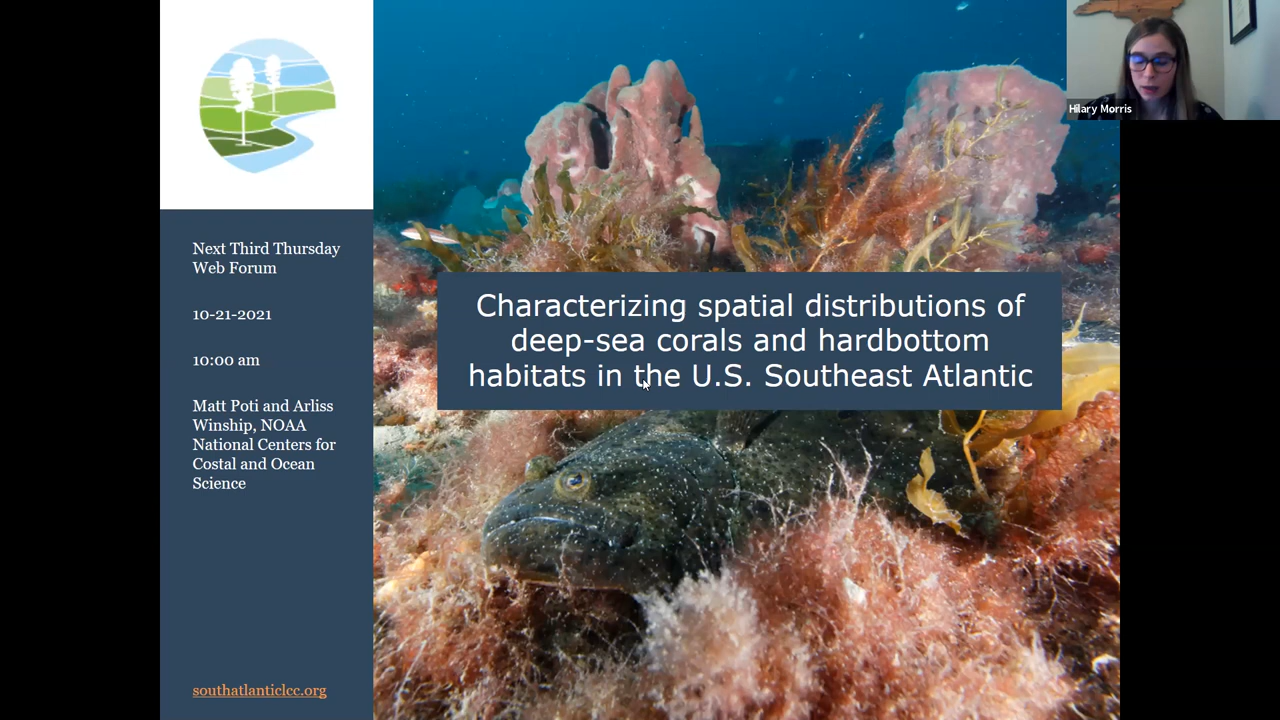 Next Third Thursday
Web Forum
10-21-2021
10:00 am
Matt Poti and Arliss
Winship, NOAA
National Centers for
Costal and Ocean
Science
southatlanticlcc.org
Characterizing spatial distributions of
deep-sea corals and hardbottom
habitats in the U.S. Southeast Atlantic
Hilary Morris